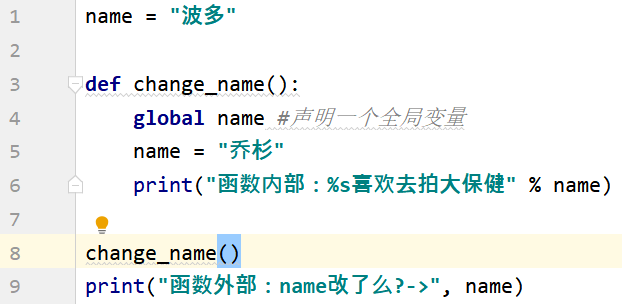 1 name = "波多"
2
3 def change_name():
4     global name #声明一个全局变量
5     name = "乔杉"
6     print("函数内部：%s喜欢去拍大保健" % name)
7
8 change_name()
9 print("函数外部：name改了么?->", name)